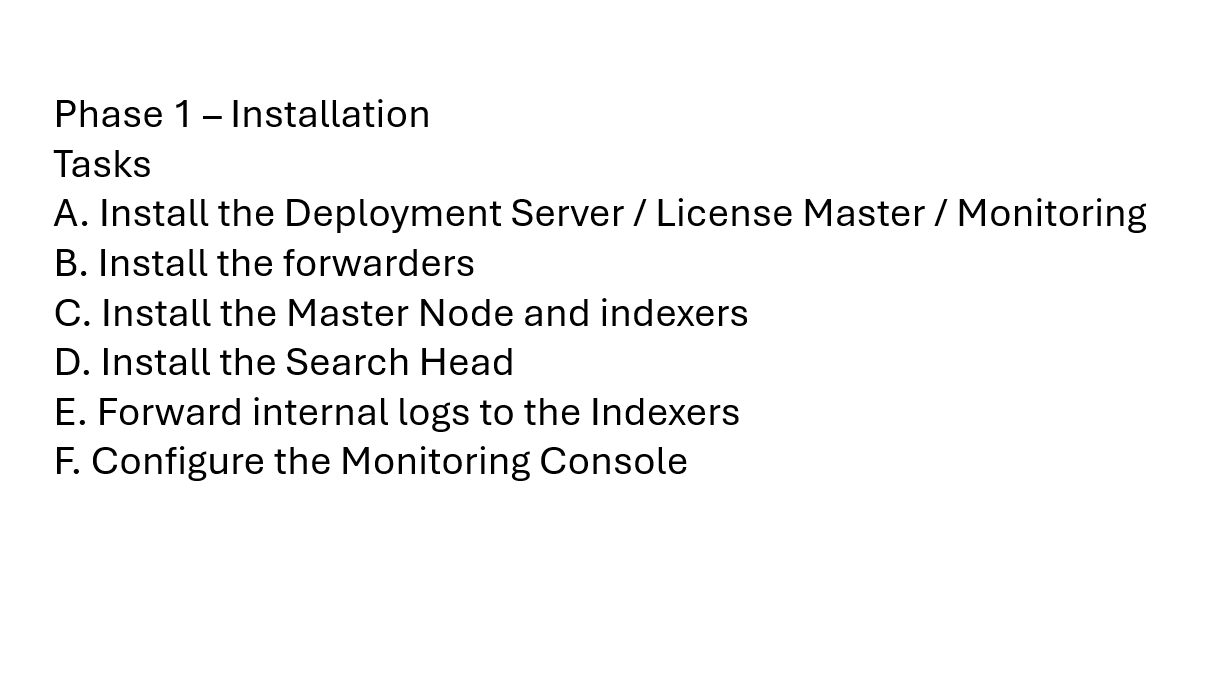 Phase 1 – Installation
Tasks
A. Install the Deployment Server / License Master / Monitoring
B. Install the forwarders
C. Install the Master Node and indexers
D. Install the Search Head
E. Forward internal logs to the Indexers
F. Configure the Monitoring Console